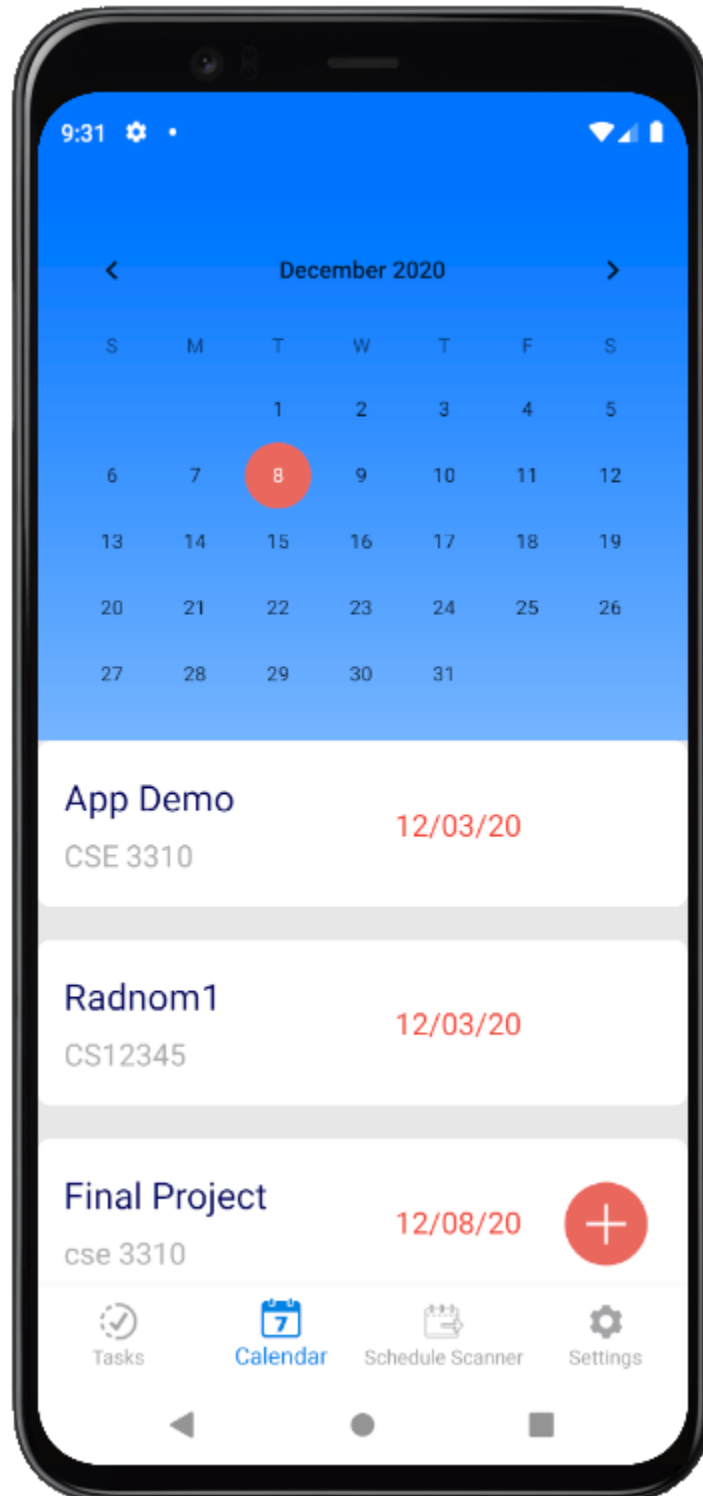 9:31
December 2020
S M T W T F S
1 2 3 4 5
6 7 8 9 10 11 12
13 14 15 16 17 18 19
20 21 22 23 24 25 26
27 28 29 30 31
App Demo
12/03/20
CSE 3310
Radnom1
12/03/20
CS12345
Final Project
12/08/20
cse 3310
7
Tasks Calendar Schedule Scanner Settings